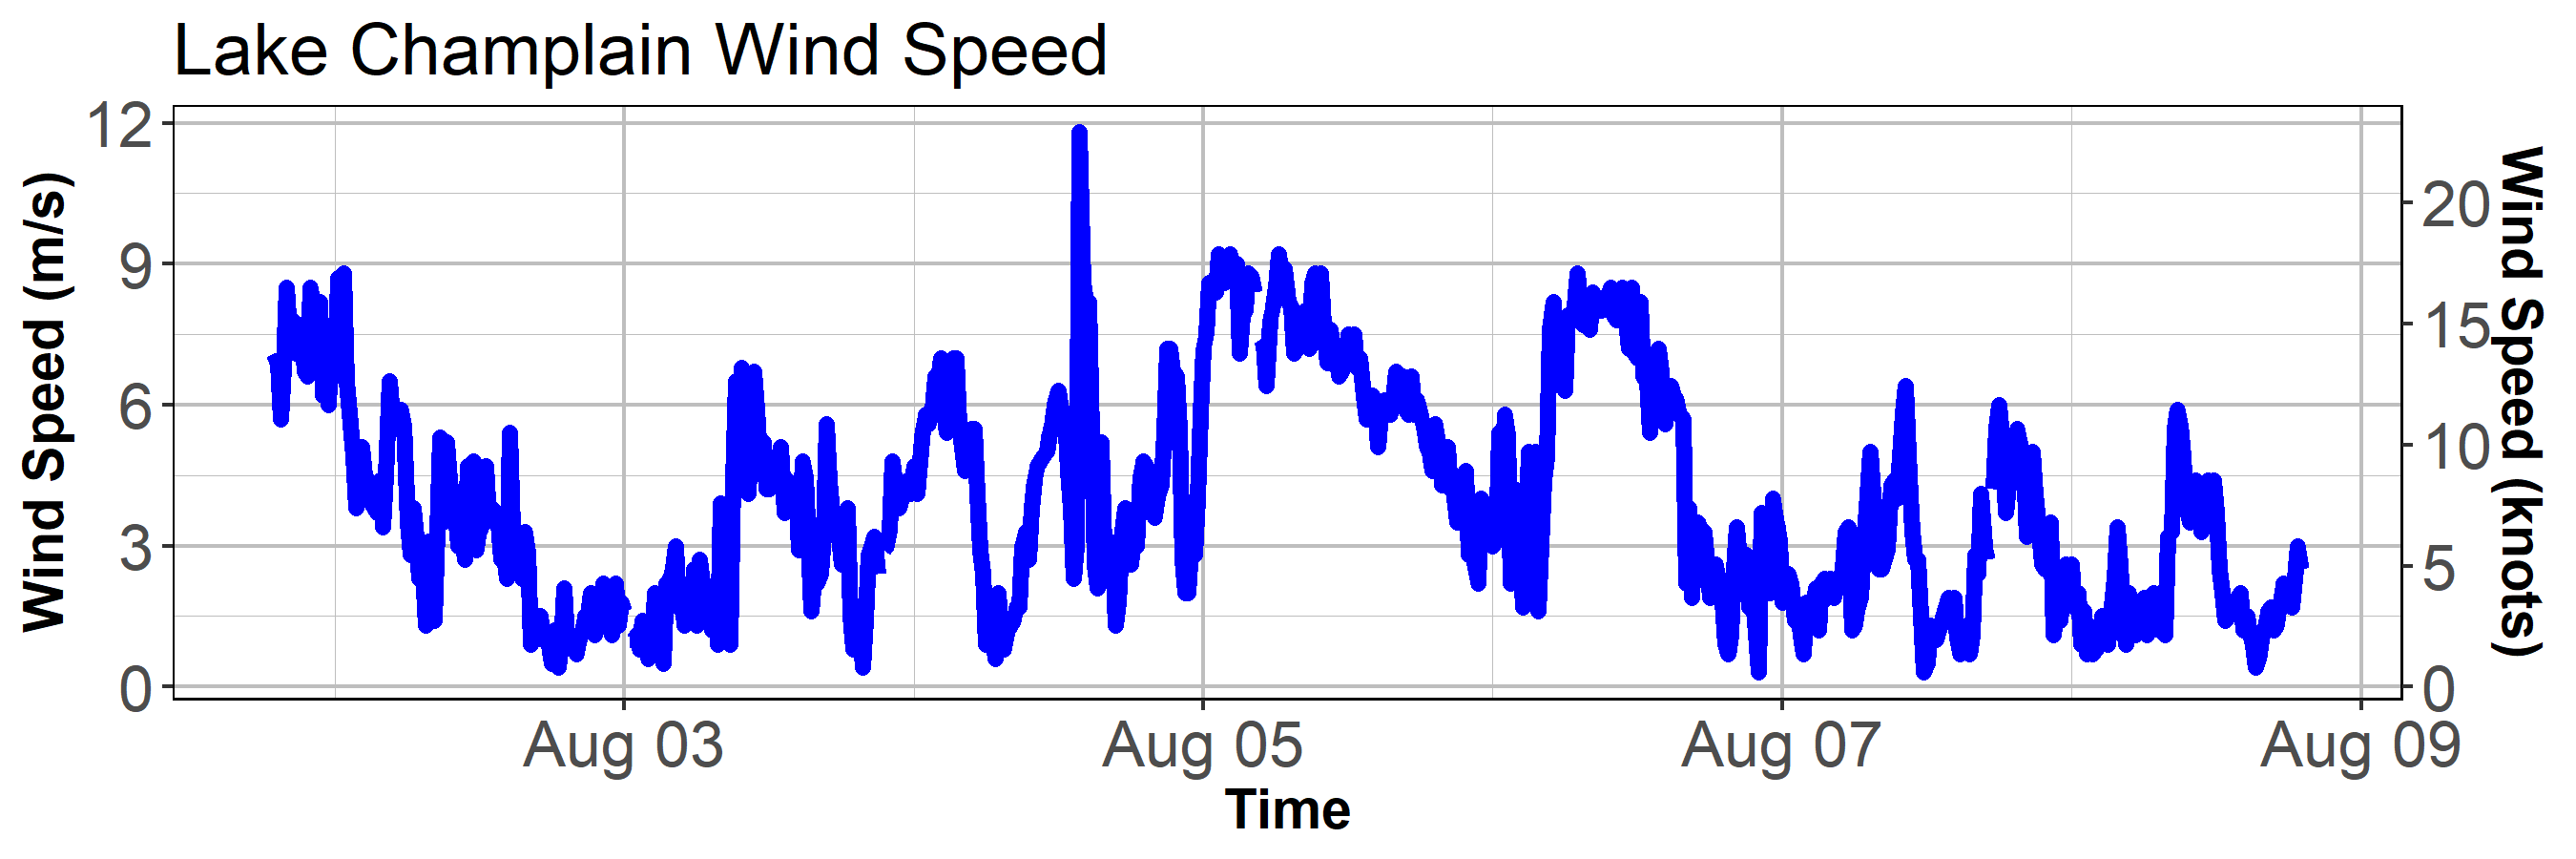 Lake Champlain Wind Speed
Wind Speed (m/s)
12
9
6
3
0
20
15
10
5
0
Wind Speed (knots)
Aug 03
Aug 05
Aug 07
Aug 09
Time